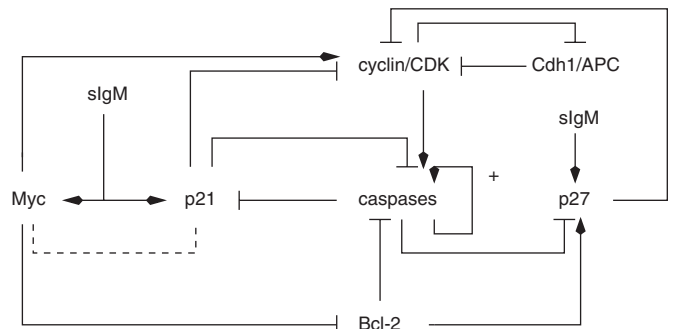 cyclin/CDK Cdh1/APC
sIgM
sIgM
+
Myc p21 caspases p27
Bcl-2